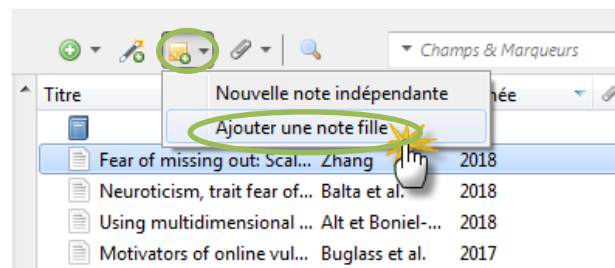 Champs & Marqueurs
Titre née
Nouvelle note indépendante
Ajouter une note fille
Fear of missing out: Scal... Zhang 2018
Neuroticism, trait fear of... Balta et al. 2018
Using multidimensional ... Alt et Boniel-... 2018
Motivators of online vul... Buglass et al. 2017